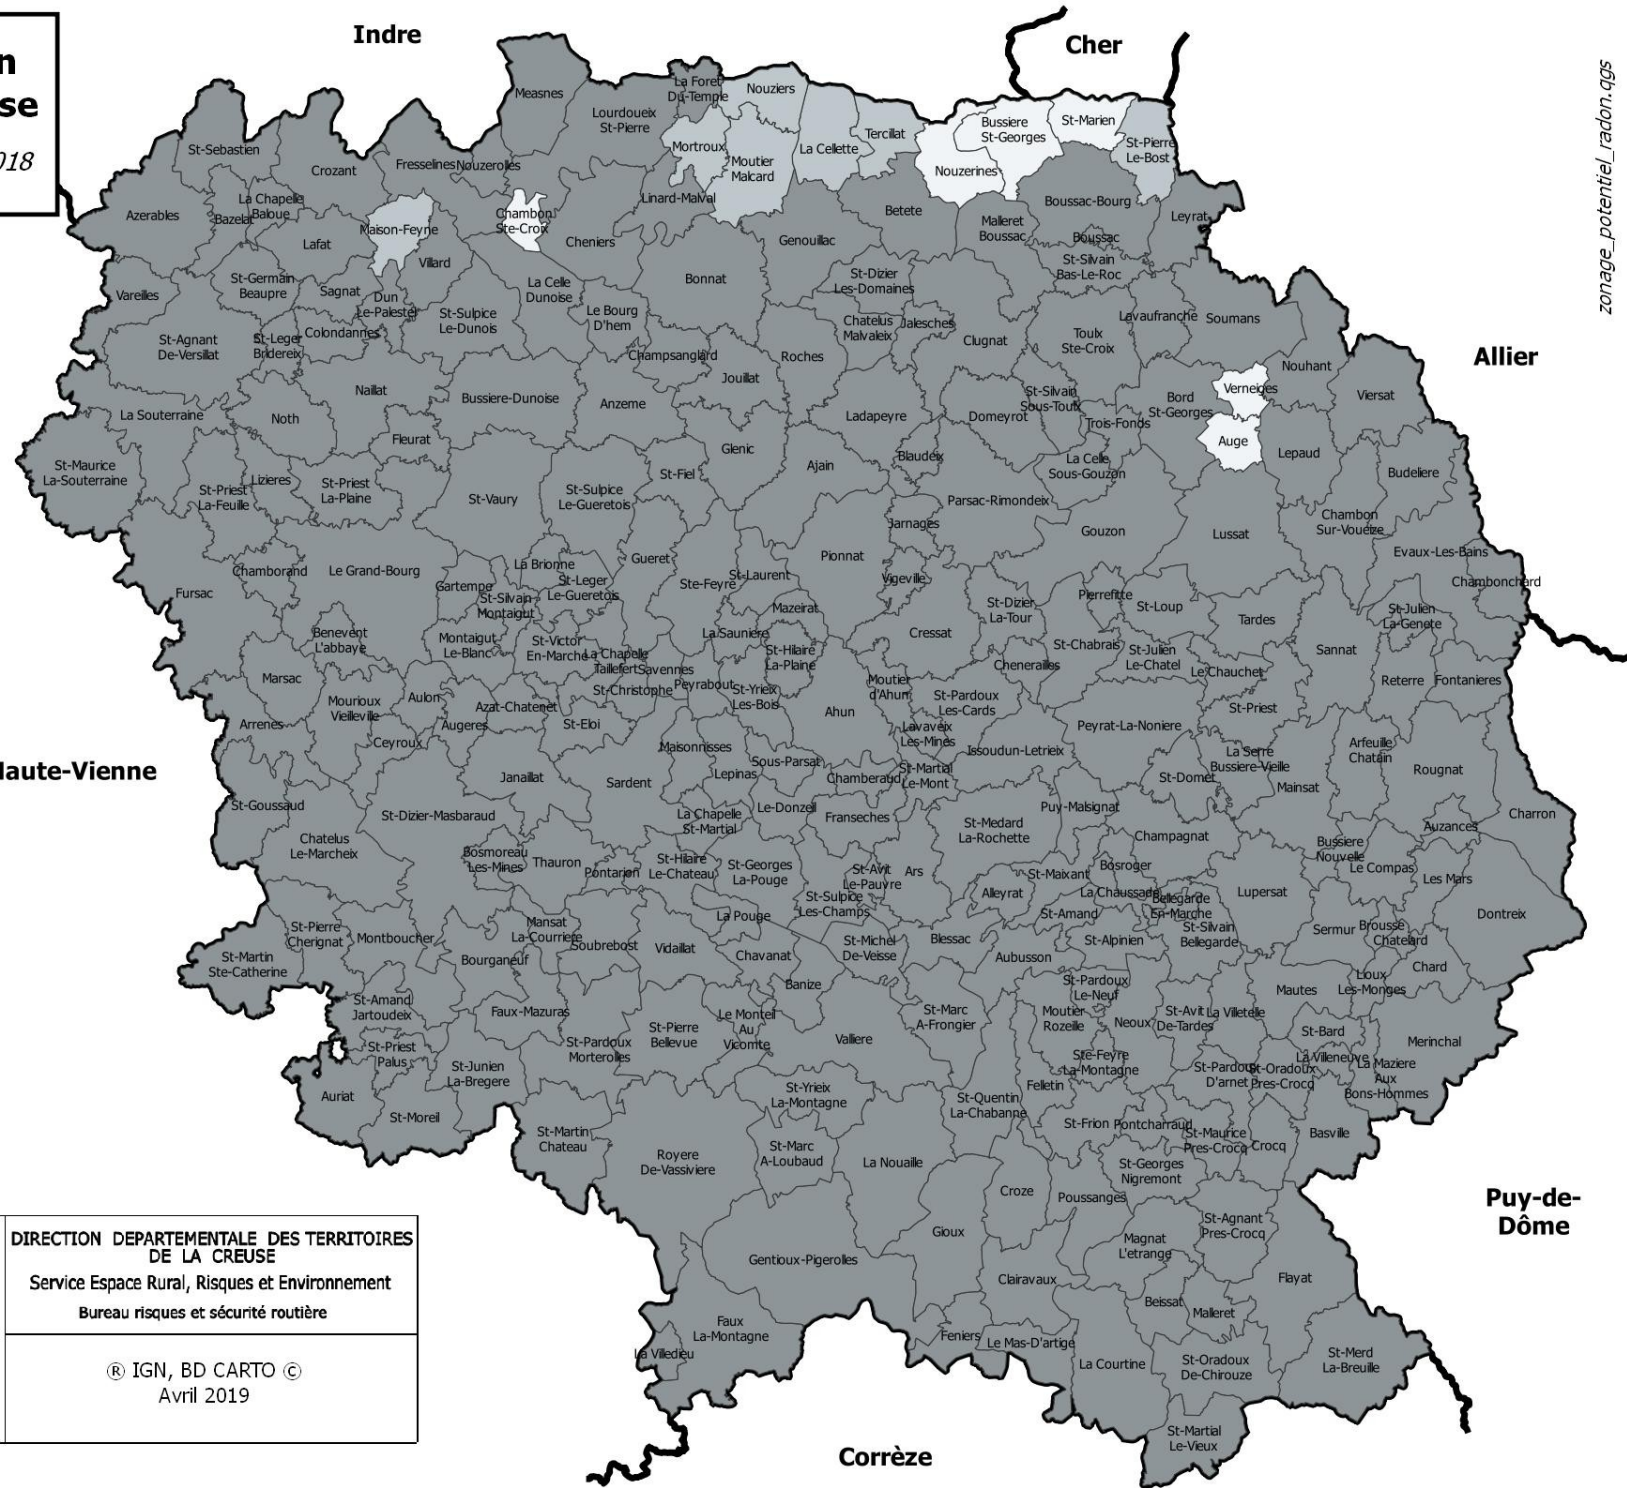 n
Indre
Cher
se
018
zonage_potentiel_radon.qgs
Measnes
La Foret
Du-Temple
Nouziers
Lourdoueix
St-Pierre
Bussiere
St-Georges
St-Marien
St-Sebastien
Mortroux
Moutier
Malcard
La Cellette
Tercillat
St-Pierre
Le-Bost
Crozant
Fresselines
Nouzerolles
Nouzerines
Linard-Malval
Azerables
Bazelat
La Chapelle
Baloue
Chambon
Ste-Croix
Betete
Boussac-Bourg
Leyrat
Lafat
Maison-Feyne
Cheniers
Genouillac
Malleret
Boussac
Boussac
Villard
St-Silvain
Bas-Le-Roc
Vareilles
St-Germain
Beaupre
Sagnat
Dun
Le-Palestel
La Celle
Dunoise
Bonnat
St-Dizier
Les-Domaines
St-Sulpice
Le-Dunois
Le Bourg
D'hem
Chatelus
Malvaleix
Jalesches
Lavaufranche
Soumans
St-Agnant
De-Versillat
St-Leger
Bridereix
Colondannes
Clugnat
Toulx
Ste-Croix
Allier
Champsanglard
Roches
Nouhant
Jouillat
Naillat
Bussiere-Dunoise
Anzeme
St-Silvain
Sous-Toulx
Bord
St-Georges
Verneiges
Viersat
La Souterraine
Noth
Ladapeyre
Domeyrot
Trois-Fonds
Fleurat
Auge
Glenic
Lepaud
St-Maurice
La-Souterraine
Ajain
Blaudeix
La Celle
Sous-Gouzon
Budeliere
St-Priest
La-Feuille
Lizieres
St-Priest
La-Plaine
St-Vaury
St-Sulpice
Le-Gueretois
St-Fiel
Parsac-Rimondeix
Jarnages
Gouzon
Lussat
Chambon
Sur-Voueize
Evaux-Les-Bains
Chambonchard
Fursac
Chamborand
Le Grand-Bourg
Gartempe
La Brionne
St-Leger
Le-Gueretois
Gueret
Ste-Feyre
St-Laurent
Pionnat
Vigeville
St-Silvain
Montaigut
Mazeirat
St-Dizier
La-Tour
Pierrefitte
St-Loup
Tardes
St-Julien
La-Genete
Benevent
L'abbaye
Montaigut
Le-Blanc
St-Victor
En-Marche
La Chapelle
Taillefert
Savennes
La Sauniere
St-Hilaire
La-Plaine
Cressat
St-Chabrais
St-Julien
Le-Chatel
Sannat
Chenerailles
Le Chauchet
Marsac
Mourioux
Vieilleville
Aulon
Azat-Chatenet
St-Christophe
Peyrabout
St-Yrieix
Les-Bois
Moutier
d'Ahun
St-Pardoux
Les-Cards
Reterre
Fontanieres
St-Priest
Arrenes
Augeres
St-Eloi
Ahun
Lavaveix
Les-Mines
Peyrat-La-Noniere
Ceyroux
Maisonnisses
Issoudun-Letrieix
La Serre
Bussiere-Vieille
Arfeuille
Chatain
Haute-Vienne
Janaillat
Sardent
Lepinas
Sous-Parsat
Chamberaud
St-Martial
Le-Mont
St-Domet
Mainsat
Rougnat
St-Goussaud
St-Dizier-Masbaraud
La Chapelle
St-Martial
Le-Donzeil
Franseches
St-Medard
La-Rochette
Puy-Malsignat
Charron
Auzances
Chatelus
Le-Marcheix
Champagnat
Bussiere
Nouvelle
Bosmoreau
Les-Mines
Thauron
Pontarion
St-Hilaire
Le-Chateau
St-Georges
La-Pouge
St-Avit
Le-Pauvre
Ars
Bosroger
St-Maixant
Le Compas
Les Mars
St-Sulpice
Les-Champs
Alleyrat
La Chaussade
Bellegarde
En-Marche
Lupersat
La Pouge
St-Amand
Dontreix
St-Pierre
Cherignat
Montboucher
Mansat
La-Courriere
Soubrebost
Vidaillat
St-Michel
De-Veisse
Blessac
St-Alpinien
St-Silvain
Bellegarde
Sermur
Brousse
Chatelard
St-Martin
Ste-Catherine
Bourganeuf
Chavanat
Aubusson
Chard
Banize
St-Pardoux
Le-Neuf
Mautes
Lioux
Les-Monges
St-Amand
Jartoudeix
Faux-Mazuras
Le Monteil
Au
Vicomte
St-Marc
A-Frongier
Moutier
Rozeille
Neoux
St-Avit
De-Tardes
La Villetelle
St-Pierre
Bellevue
St-Bard
St-Priest
Palus
St-Pardoux
Morterolles
Valliere
Merinchal
St-Junien
La-Bregere
Ste-Feyre
La-Montagne
St-Pardoux
D'arnet
St-Oradoux
Pres-Crocq
La Villeneuve
La Maziere
Aux
Bons-Hommes
Auriat
St-Yrieix
La-Montagne
Felletin
St-Moreil
St-Quentin
La-Chabanne
St-Frion
Pontcharraud
St-Maurice
Pres-Crocq
Crocq
Basville
St-Martin
Chateau
Royere
De-Vassiviere
St-Marc
A-Loubaud
La Nouaille
St-Georges
Nigremont
Croze
Poussanges
Puy-de-
Dôme
Gioux
St-Agnant
Pres-Crocq
Magnat
L'etrange
Gentioux-Pigerolles
Clairavaux
Flayat
Beissat
Malleret
Faux
La-Montagne
Feniers
Le Mas-D'artige
La Villedieu
La Courtine
St-Oradoux
De-Chirouze
St-Merd
La-Breuille
St-Martial
Le-Vieux
Corrèze
DIRECTION DEPARTEMENTALE DES TERRITOIRES
DE LA CREUSE
Service Espace Rural, Risques et Environnement
Bureau risques et sécurité routière
® IGN, BD CARTO ©
Avril 2019